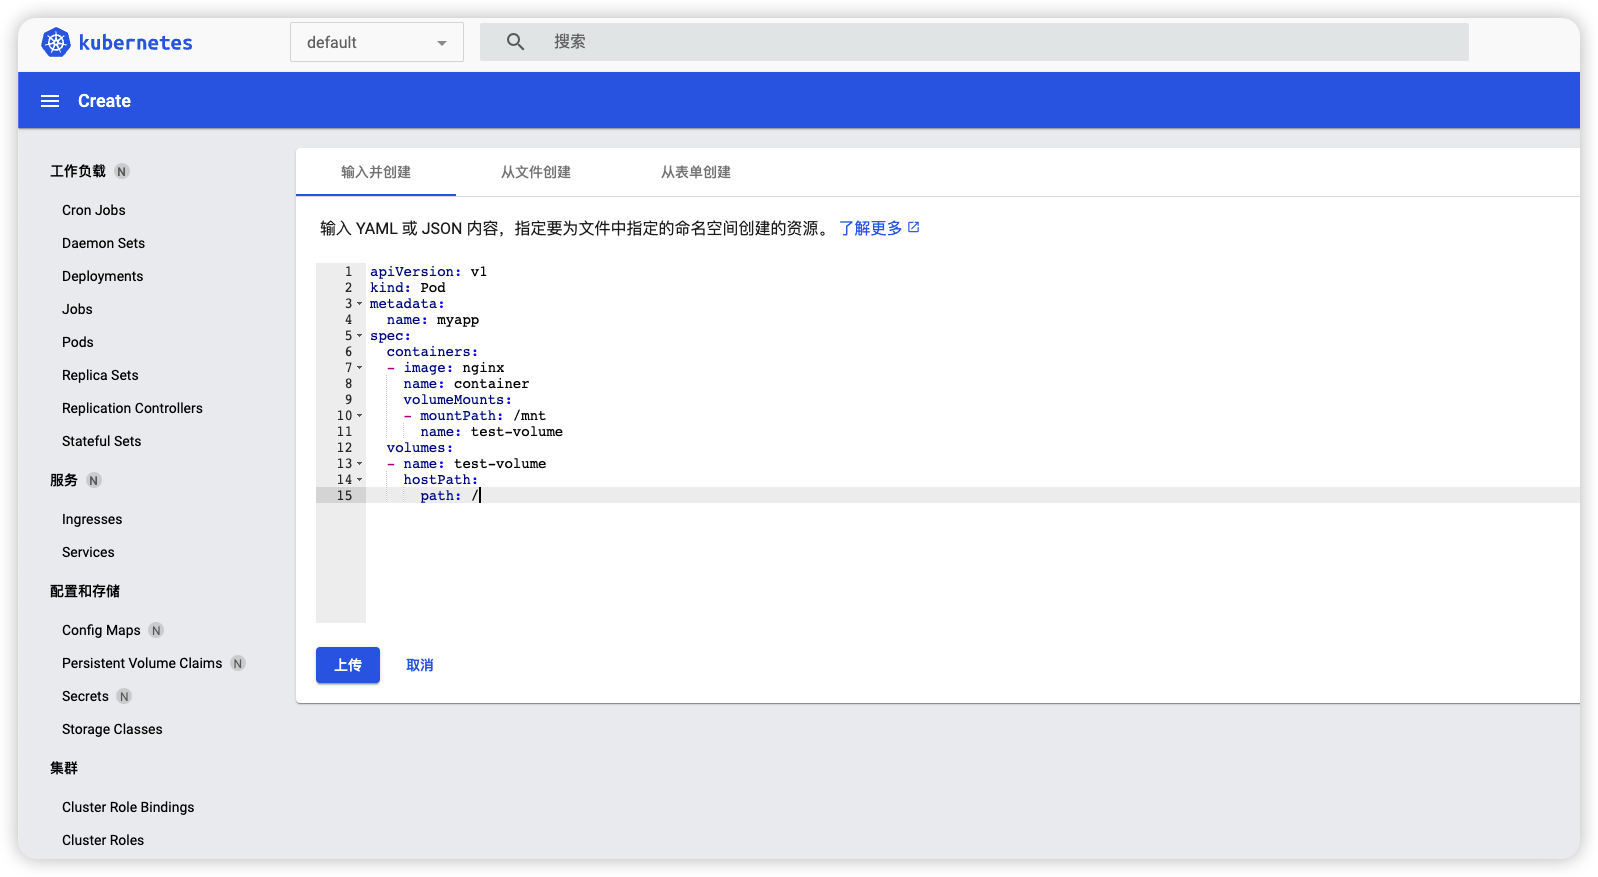 kubernetes
default
搜索
Create
工作负载 N
Cron Jobs
Daemon Sets
Deployments
Jobs
Pods
Replica Sets
Replication Controllers
Stateful Sets
服务 N
Ingresses
Services
配置和存储
Config Maps N
Persistent Volume Claims N
Secrets N
Storage Classes
集群
Cluster Role Bindings
Cluster Roles
输入并创建 从文件创建 从表单创建
输入 YAML 或 JSON 内容，指定要为文件中指定的命名空间创建的资源。 了解更多
1 apiVersion: v1
2 kind: Pod
3 metadata:
4   name: myapp
5 spec:
6   containers:
7   - image: nginx
8     name: container
9     volumeMounts:
10     - mountPath: /mnt
11       name: test-volume
12   volumes:
13   - name: test-volume
14     hostPath:
15       path: /
上传 取消